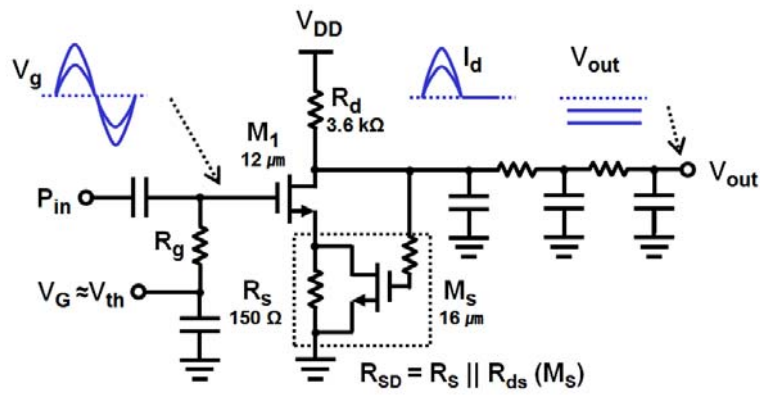 V_DD
V_g
I_d
V_out
R_d
3.6 kΩ
M_1
12 μm
P_in
V_out
R_g
V_G ≈V_th
R_s
150 Ω
M_s
16 μm
R_SD = R_S || R_ds (M_S)